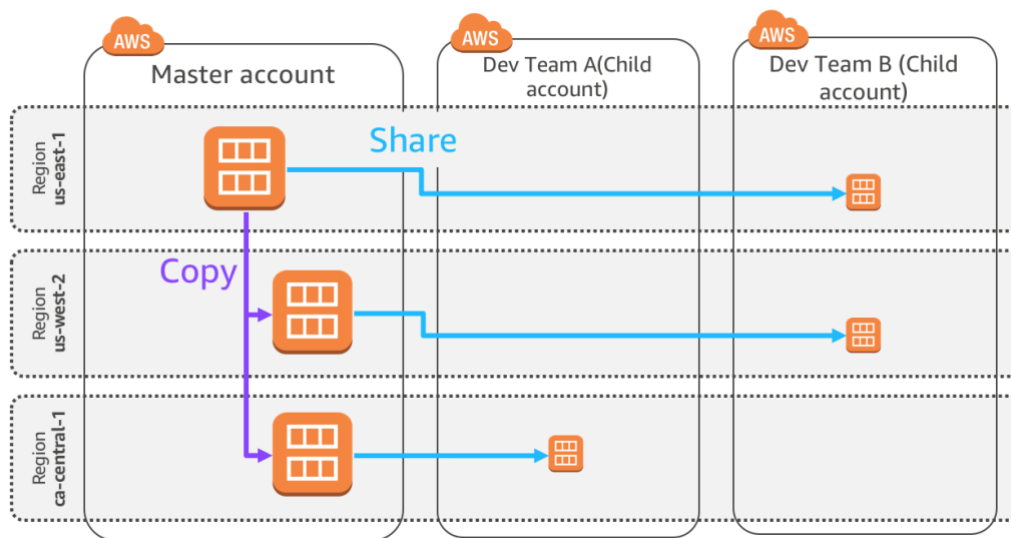 AWS
AWS
AWS
Master account
Dev Team A(Child
account)
Dev Team B (Child
account)
Region
us-east-1
Share
Copy
Region
us-west-2
Region
ca-central-1